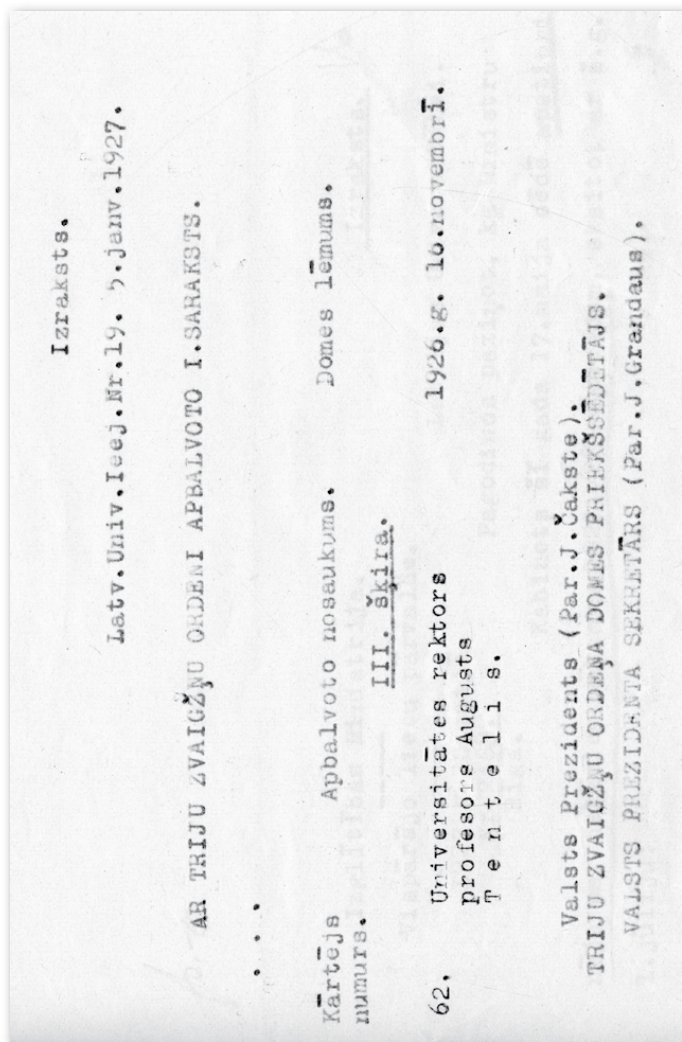 Izraksts.
Latv.Univ.Ieej.Nr.19. 5.janv.1927.
AR TRIJU ZVAIGŽŅU ORDENI APBALVOTO I.SARAKSTS.
. . .
Kārtējs numurs. Apbalvoto nosaukums. Domes lēmums.
III. šķira.
62. Universitātes rektors 1926.g. 16.novembrī.
profesors Augusts
T e n t e l i s.
Valsts Prezidents (Par.J.Čakste).
TRIJU ZVAIGŽŅU ORDEŅA DOMES PRIEKŠSĒDĒTĀJS.
VALSTS PREZIDENTA SEKRETĀRS (Par.J.Grandaus).